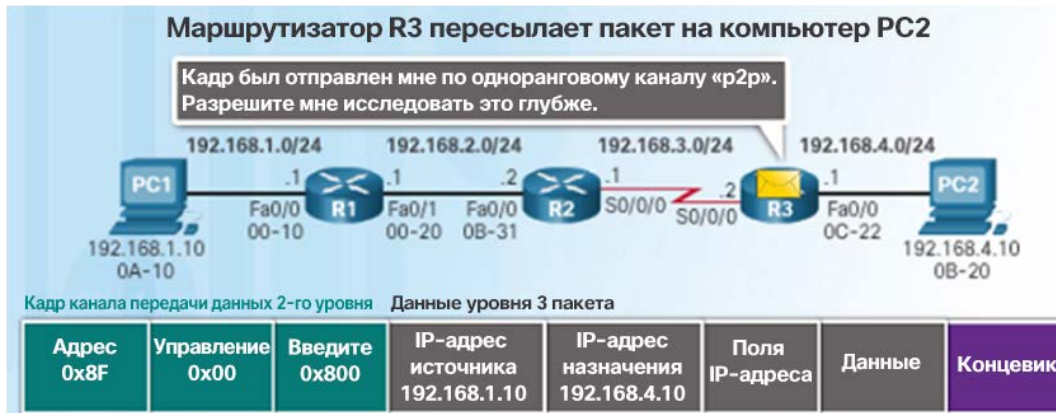 Маршрутизатор R3 пересылает пакет на компьютер PC2
Кадр был отправлен мне по одноранговому каналу «p2p».
Разрешите мне исследовать это глубже.
192.168.1.0/24 192.168.2.0/24 192.168.3.0/24 192.168.4.0/24
PC1 .1 R1 .1 .2 R2 .1 .2 R3 .1 PC2
Fa0/0 Fa0/1 Fa0/0 S0/0/0 S0/0/0 Fa0/0
00-10 00-20 0B-31 0C-22
192.168.1.10 192.168.4.10
0A-10 0B-20
Кадр канала передачи данных 2-го уровня Данные уровня 3 пакета
Адрес
0x8F
Управление
0x00
Введите
0x800
IP-адрес
источника
192.168.1.10
IP-адрес
назначения
192.168.4.10
Поля
IP-адреса
Данные
Концевик